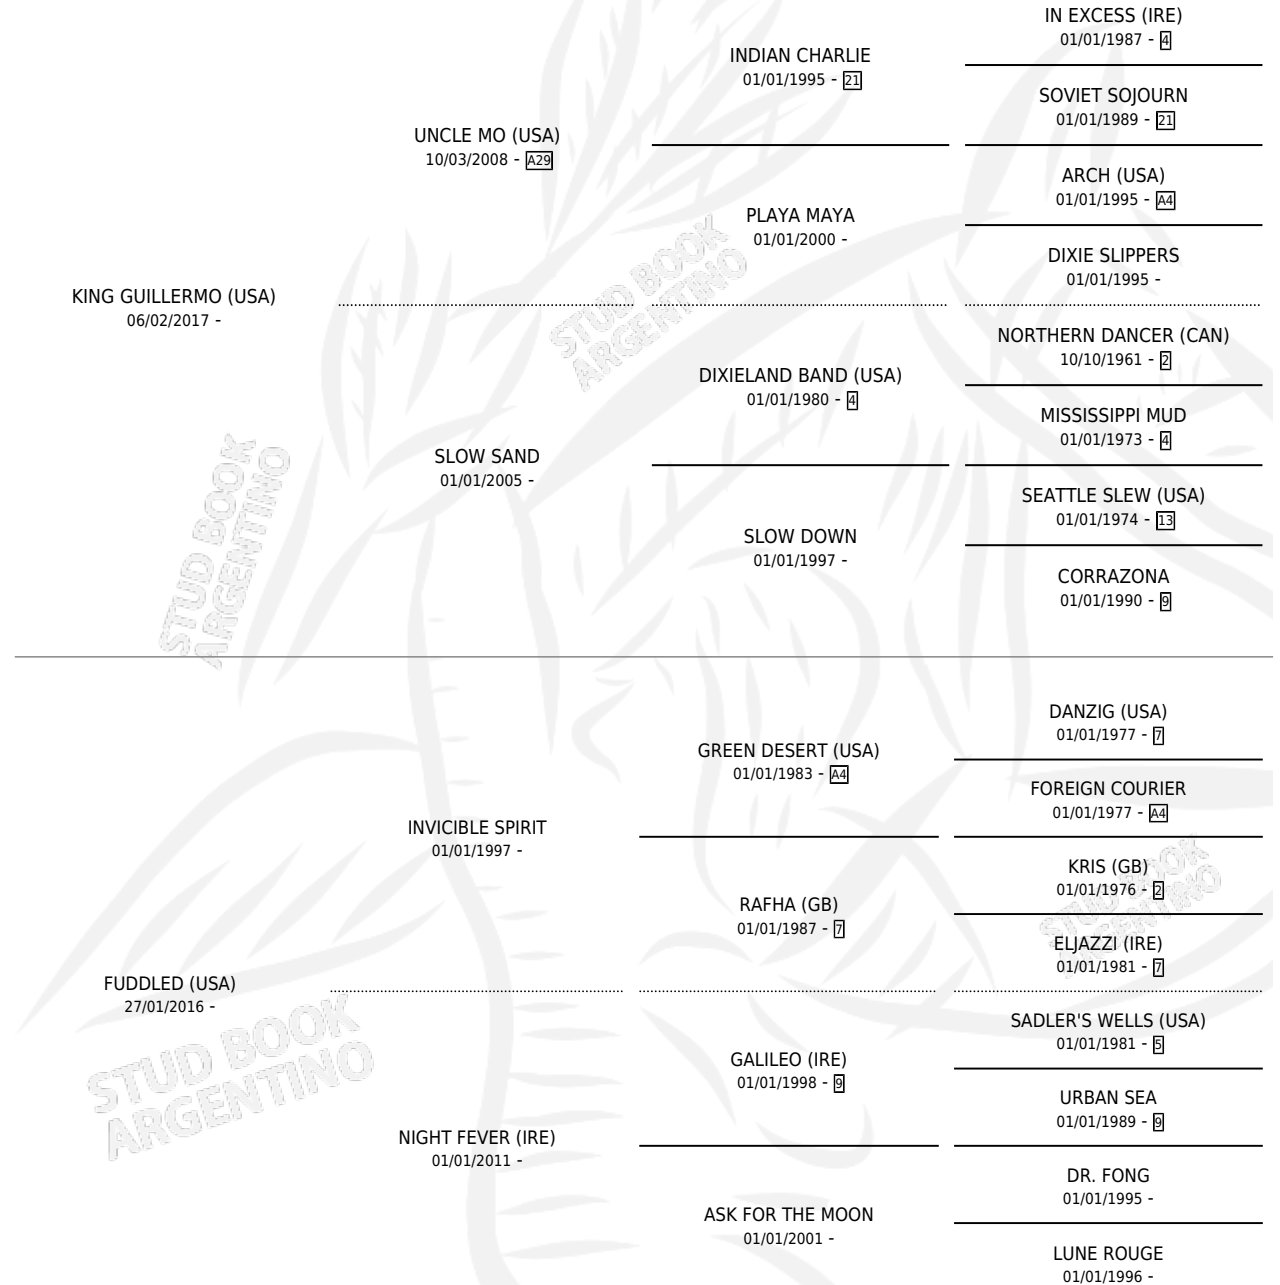 IN EXCESS (IRE)
01/01/1987 - 4
INDIAN CHARLIE
01/01/1995 - 21
SOVIET SOJOURN
01/01/1989 - 21
UNCLE MO (USA)
10/03/2008 - A29
ARCH (USA)
01/01/1995 - A4
PLAYA MAYA
01/01/2000 -
DIXIE SLIPPERS
01/01/1995 -
KING GUILLERMO (USA)
06/02/2017 -
NORTHERN DANCER (CAN)
10/10/1961 - 2
DIXIELAND BAND (USA)
01/01/1980 - 4
MISSISSIPPI MUD
01/01/1973 - 4
SLOW SAND
01/01/2005 -
SEATTLE SLEW (USA)
01/01/1974 - 13
SLOW DOWN
01/01/1997 -
CORRAZONA
01/01/1990 - 9
STUD BOOK
ARGENTINO
STUD BOOK
ARGENTINO
DANZIG (USA)
01/01/1977 - 7
GREEN DESERT (USA)
01/01/1983 - A4
FOREIGN COURIER
01/01/1977 - A4
INVICIBLE SPIRIT
01/01/1997 -
KRIS (GB)
01/01/1976 - 2
RAFHA (GB)
01/01/1987 - 7
ELJAZZI (IRE)
01/01/1981 - 7
FUDDLED (USA)
27/01/2016 -
SADLER'S WELLS (USA)
01/01/1981 - 5
GALILEO (IRE)
01/01/1998 - 9
URBAN SEA
01/01/1989 - 9
NIGHT FEVER (IRE)
01/01/2011 -
DR. FONG
01/01/1995 -
ASK FOR THE MOON
01/01/2001 -
LUNE ROUGE
01/01/1996 -
STUD BOOK
ARGENTINO
STUD BOOK
ARGENTINO